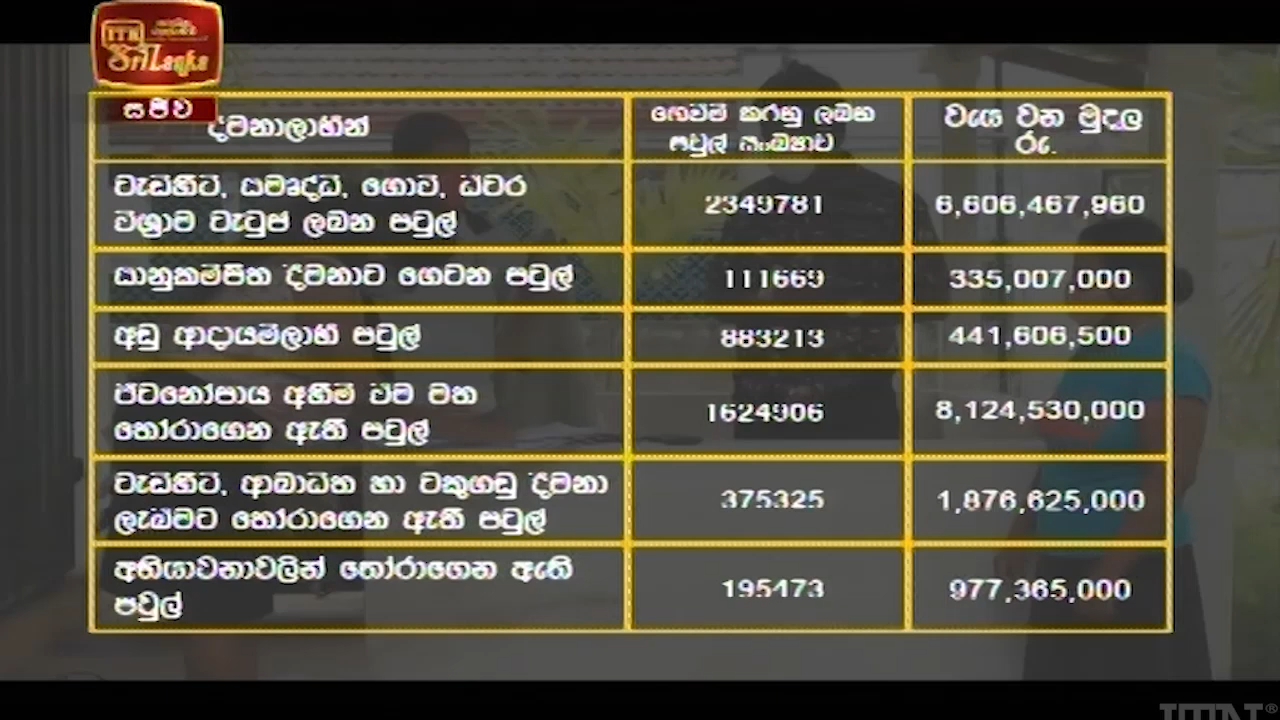 ITN
Sri Lanka
සජීව
දීමනාලාභීන්
ගෙවීම් කරනු ලබන
පවුල් සංඛ්‍යාව
වැය වන මුදල
රු.
වැඩිහිටි, සමෘද්ධි, ගොවි, ධීවර
විශ්‍රාම වැටුප් ලබන පවුල්
2349781
6,606,467,960
සානුකම්පිත දීමනාව ගෙවන පවුල්
111669
335,007,000
අඩු ආදායම්ලාභී පවුල්
883213
441,606,500
ජීවනෝපාය අහිමි වීම මත
තෝරාගෙන ඇති පවුල්
1624906
8,124,530,000
වැඩිහිටි, ආබාධිත හා වකුගඩු දීමනා
ලැබීමට තෝරාගෙන ඇති පවුල්
375325
1,876,625,000
අභියාචනාවලින් තෝරාගෙන ඇති
පවුල්
195473
977,365,000